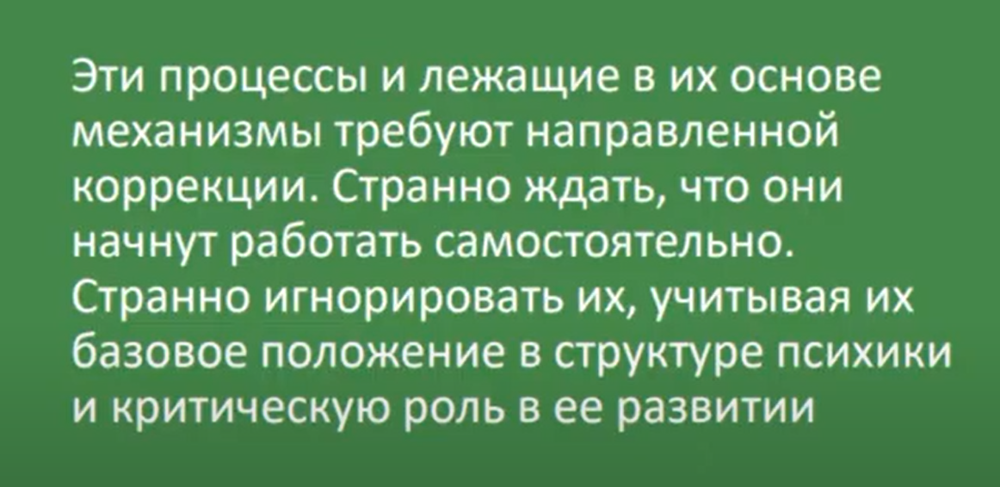 Эти процессы и лежащие в их основе
механизмы требуют направленной
коррекции. Странно ждать, что они
начнут работать самостоятельно.
Странно игнорировать их, учитывая их
базовое положение в структуре психики
и критическую роль в ее развитии